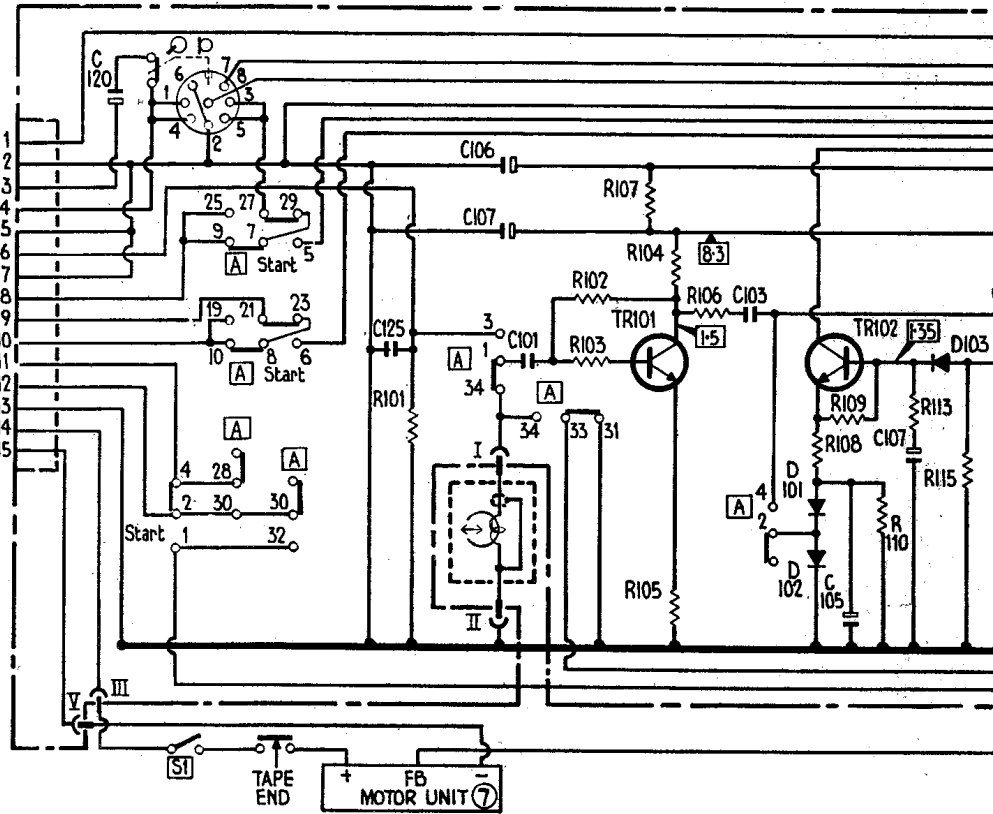 C 120
6 7 8
1 3
4 5
2
1
2
3
4
5
6
7
8
9
10
11
12
13
14
15
25 27 29
9 7 5
A Start
19 21 23
10 8 6
A Start
A
A
4 28
2 30 30
Start 1 32
C106
C107
R107
R104
8·3
R102
R106 C103
TR101
1·5
C125
3
C101
R103
A 1
34
A
34 33 31
R101
I
II
R105
TR102
1·35
D103
R109
R108
R113
C107
R115
D 101
A
4
2
D 102
C 105
R 110
V III
S1
TAPE END
+ FB −
MOTOR UNIT 7